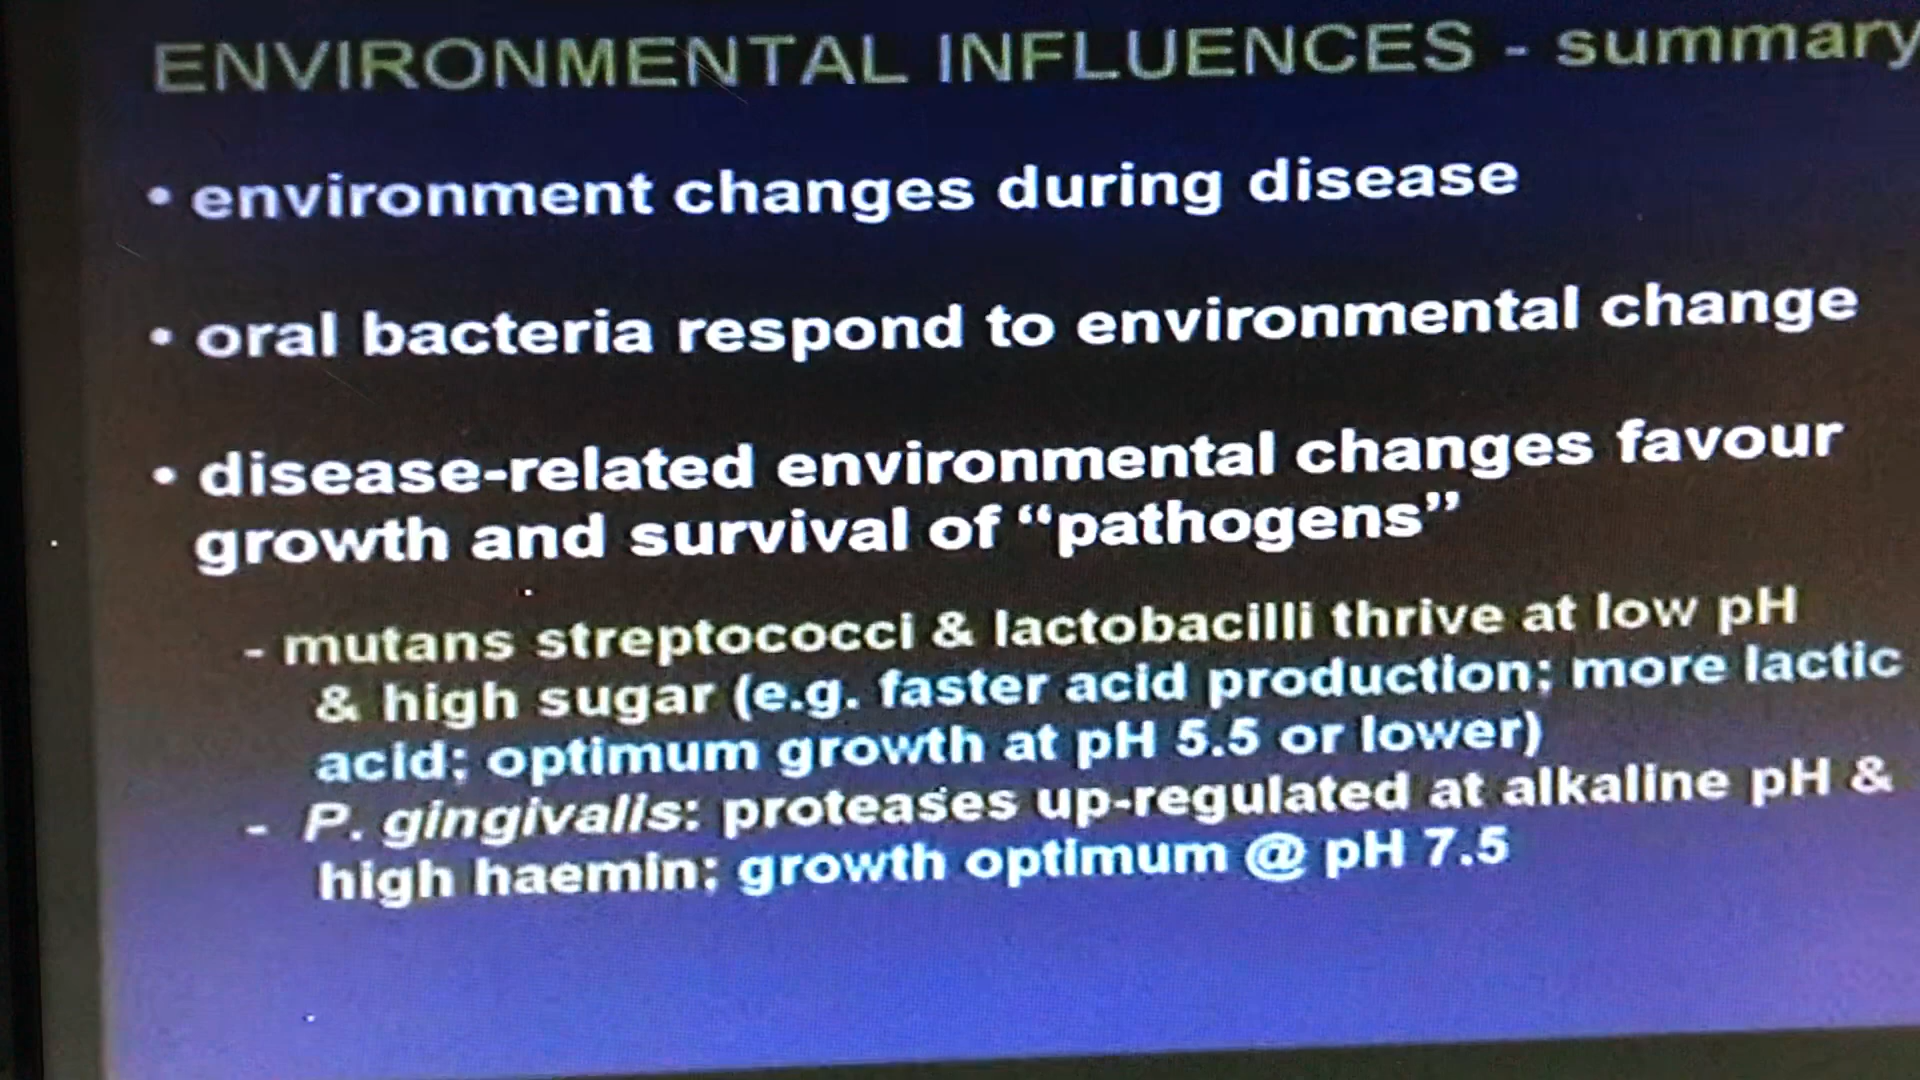 ENVIRONMENTAL INFLUENCES - summary
• environment changes during disease
• oral bacteria respond to environmental change
• disease-related environmental changes favour
growth and survival of “pathogens”
- mutans streptococci & lactobacilli thrive at low pH
& high sugar (e.g. faster acid production; more lactic
acid; optimum growth at pH 5.5 or lower)
- P. gingivalis: proteases up-regulated at alkaline pH &
high haemin; growth optimum @ pH 7.5